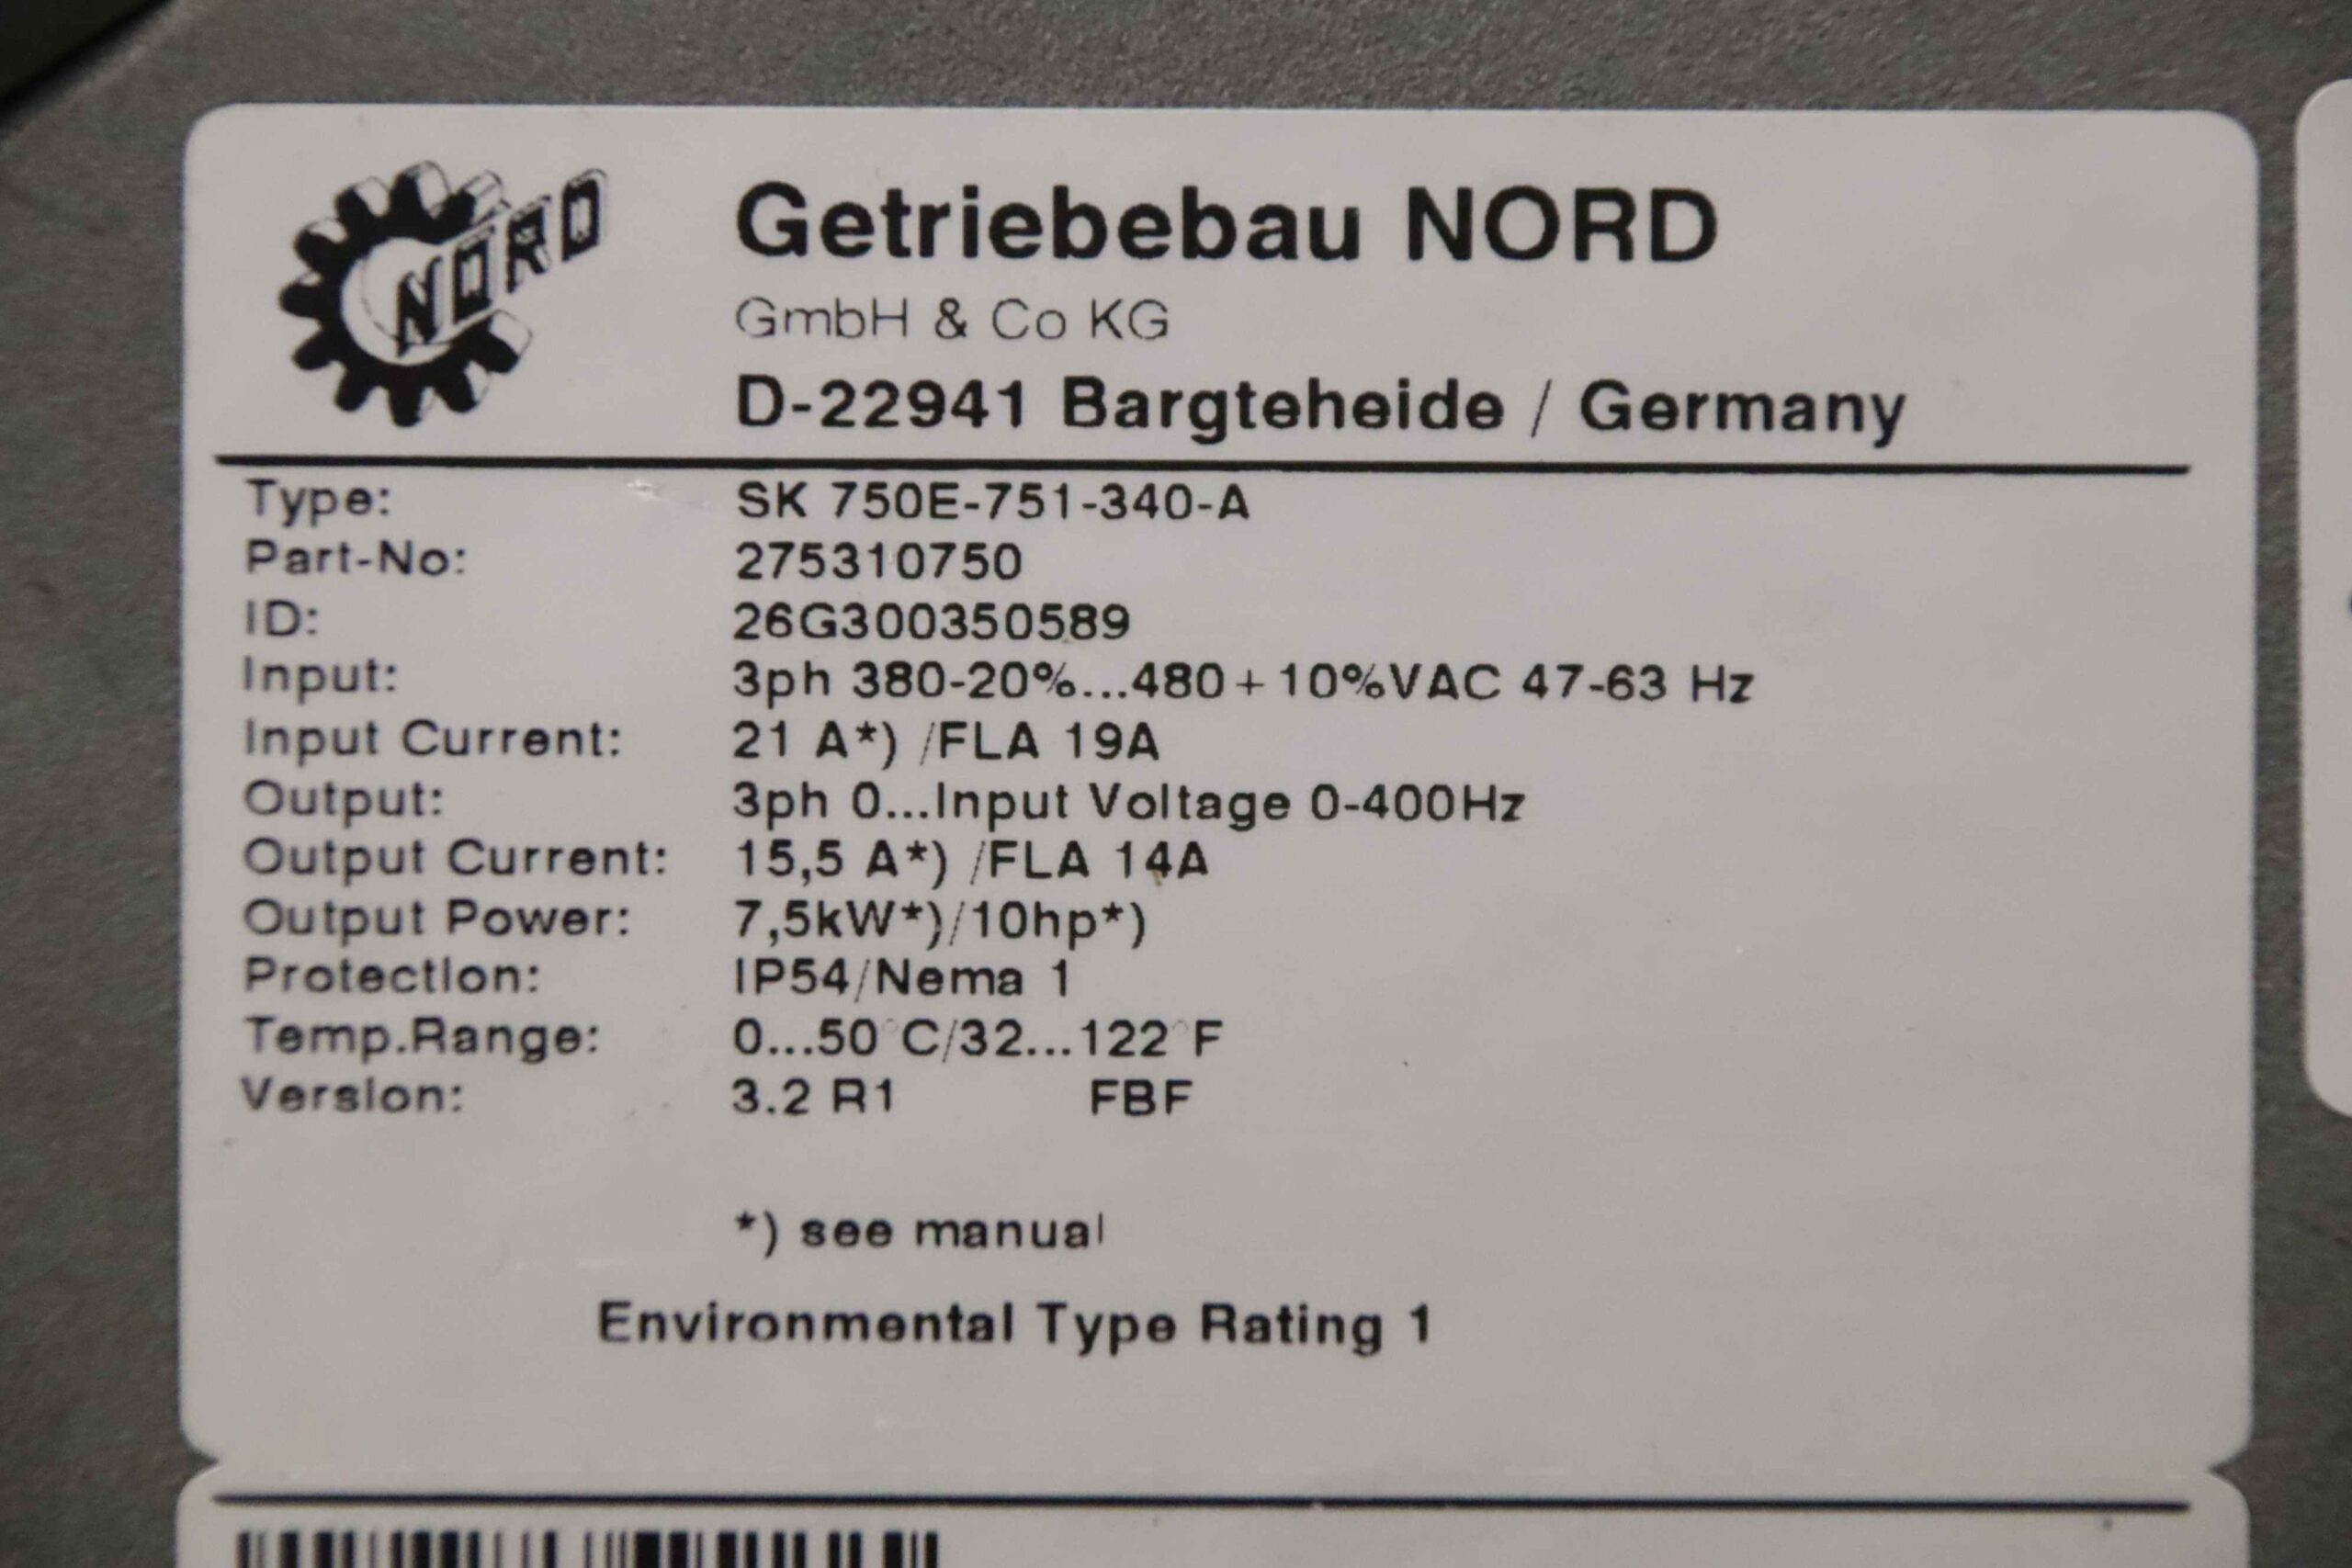 NORD
Getriebebau NORD
GmbH & Co KG
D-22941 Bargteheide / Germany
Type: SK 750E-751-340-A
Part-No: 275310750
ID: 26G300350589
Input: 3ph 380-20%...480+10%VAC 47-63 Hz
Input Current: 21 A*) /FLA 19A
Output: 3ph 0...Input Voltage 0-400Hz
Output Current: 15,5 A*) /FLA 14A
Output Power: 7,5kW*)/10hp*)
Protection: IP54/Nema 1
Temp.Range: 0...50°C/32...122°F
Version: 3.2 R1 FBF
*) see manual
Environmental Type Rating 1